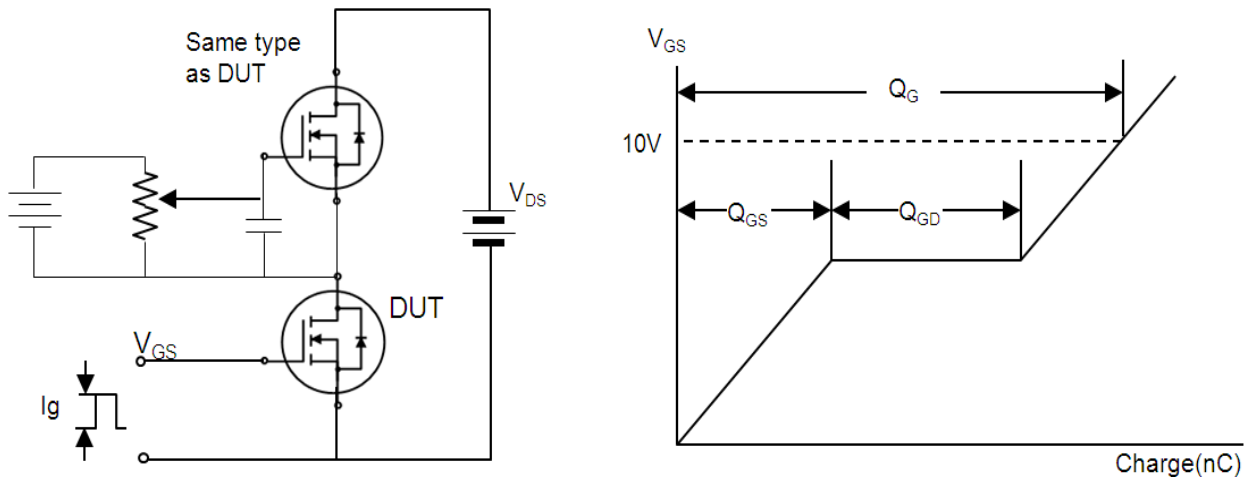 Same type
as DUT
V_DS
DUT
V_GS
Ig
V_GS
Q_G
10V
Q_GS
Q_GD
Charge(nC)